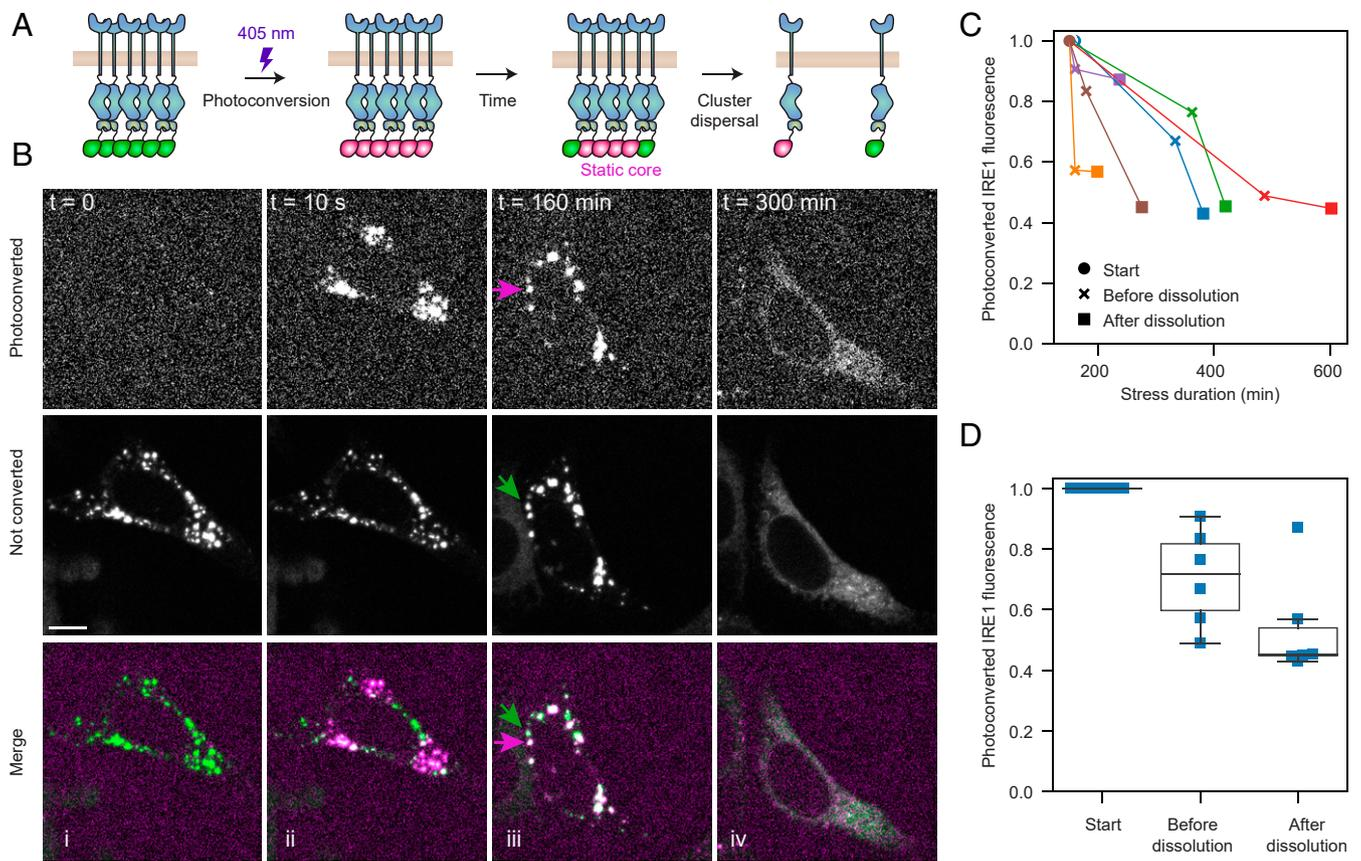 A
405 nm
Photoconversion
Time
Cluster
dispersal
Static core
B
t = 0
t = 10 s
t = 160 min
t = 300 min
Photoconverted
Not converted
Merge
i
ii
iii
iv
C
Photoconverted IRE1 fluorescence
1.0
0.8
0.6
0.4
0.2
0.0
Start
Before dissolution
After dissolution
200
400
600
Stress duration (min)
D
Photoconverted IRE1 fluorescence
1.0
0.8
0.6
0.4
0.2
0.0
Start
Before
dissolution
After
dissolution